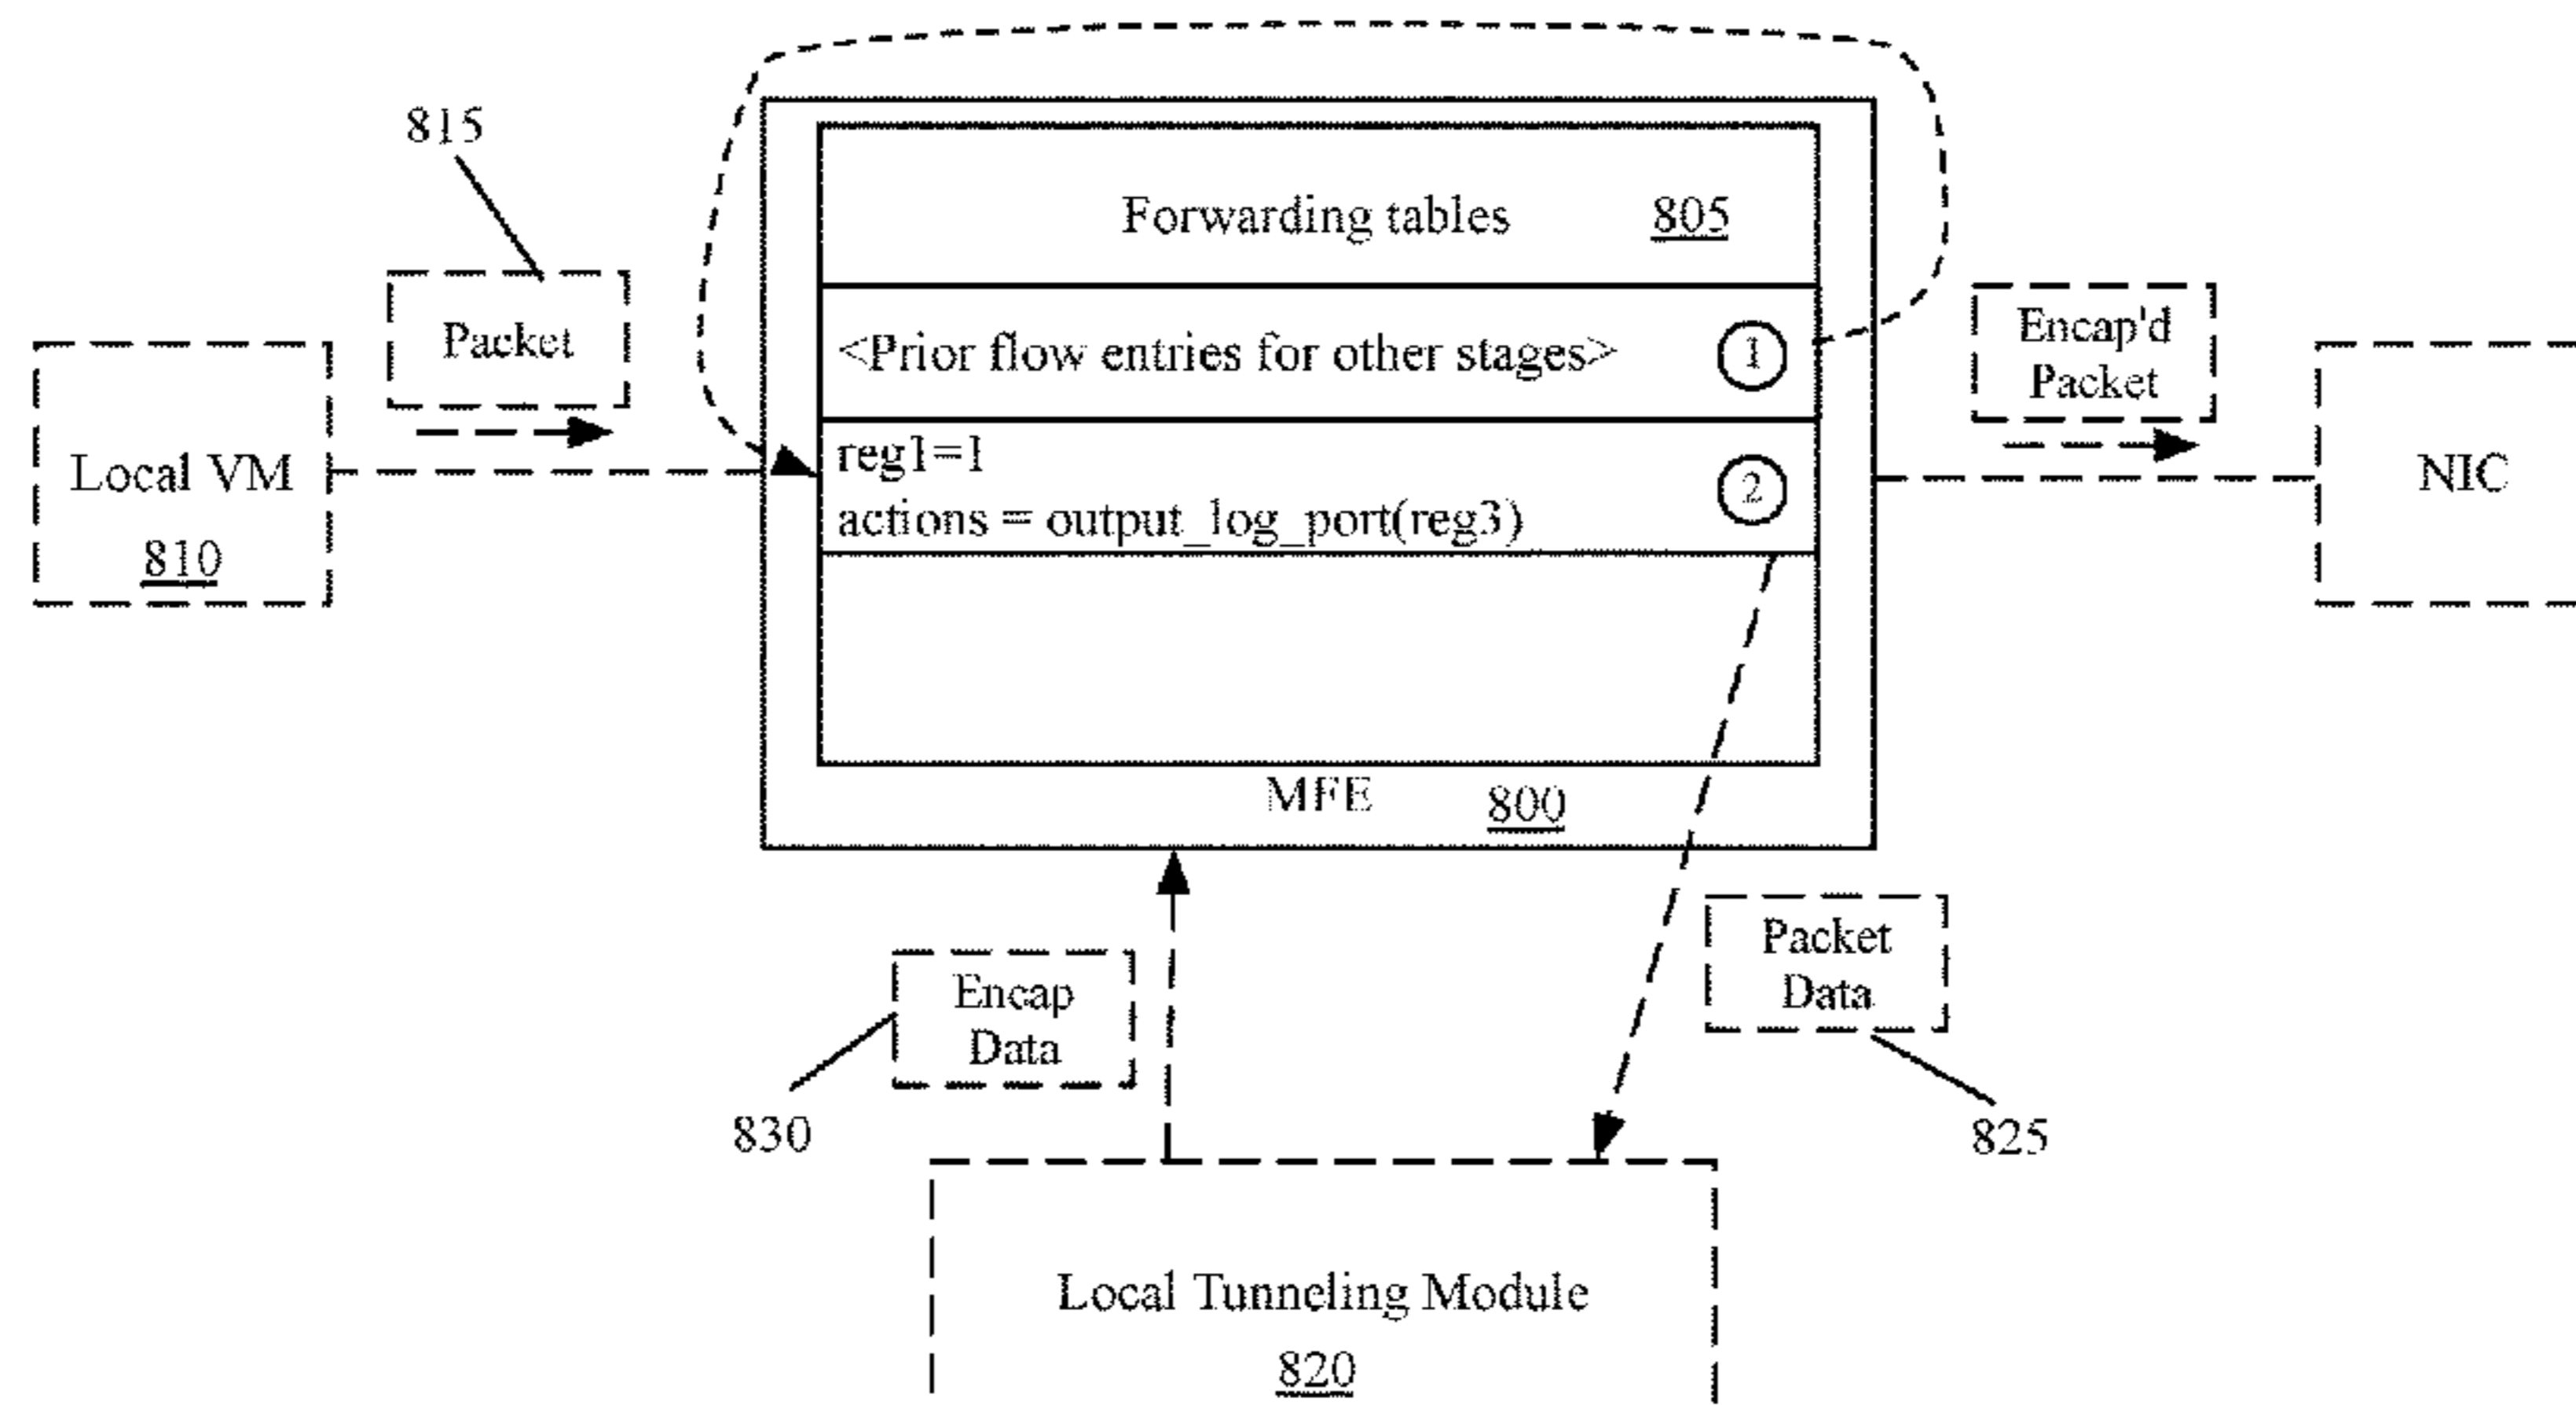 815
Packet
Local VM
810
Forwarding tables 805
<Prior flow entries for other stages> 1
reg1=1
actions = output_log_port(reg3)
2
MFE 800
Encap'd
Packet
NIC
Encap
Data
830
Packet
Data
825
Local Tunneling Module
820